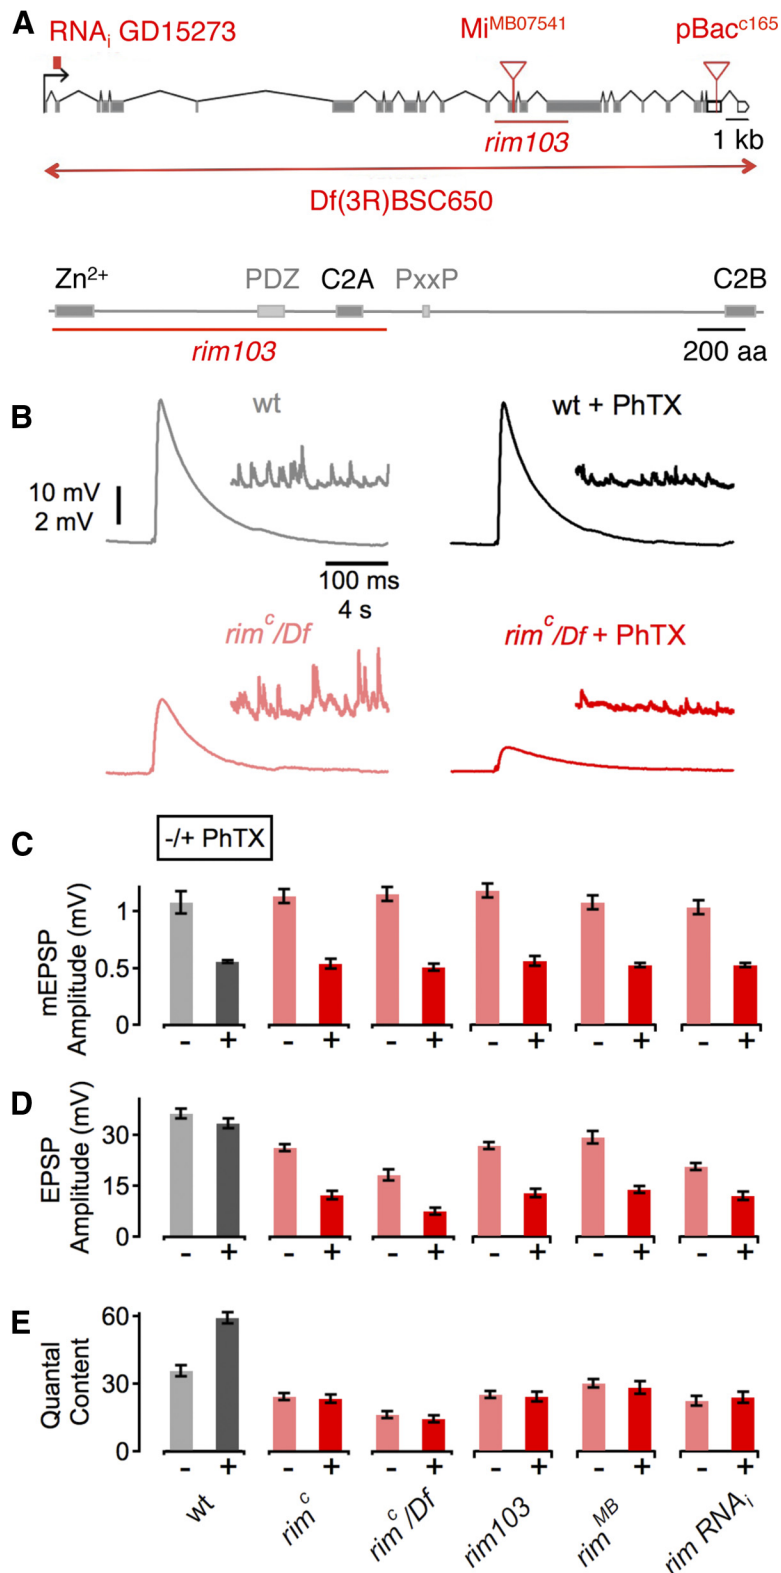 A
RNAi GD15273
MiMB07541
pBacc165
rim103
1 kb
Df(3R)BSC650
Zn2+
PDZ
C2A
PxxP
C2B
rim103
200 aa
B
wt
wt + PhTX
10 mV
2 mV
100 ms
4 s
rimc/Df
rimc/Df + PhTX
-/+ PhTX
C
mEPSP
Amplitude (mV)
1
0.5
0
- + - + - + - + - + - +
D
EPSP
Amplitude (mV)
30
15
0
- + - + - + - + - + - +
E
Quantal
Content
60
30
0
- + - + - + - + - + - +
wt
rimc
rimc/Df
rim103
rimMB
rim RNAi